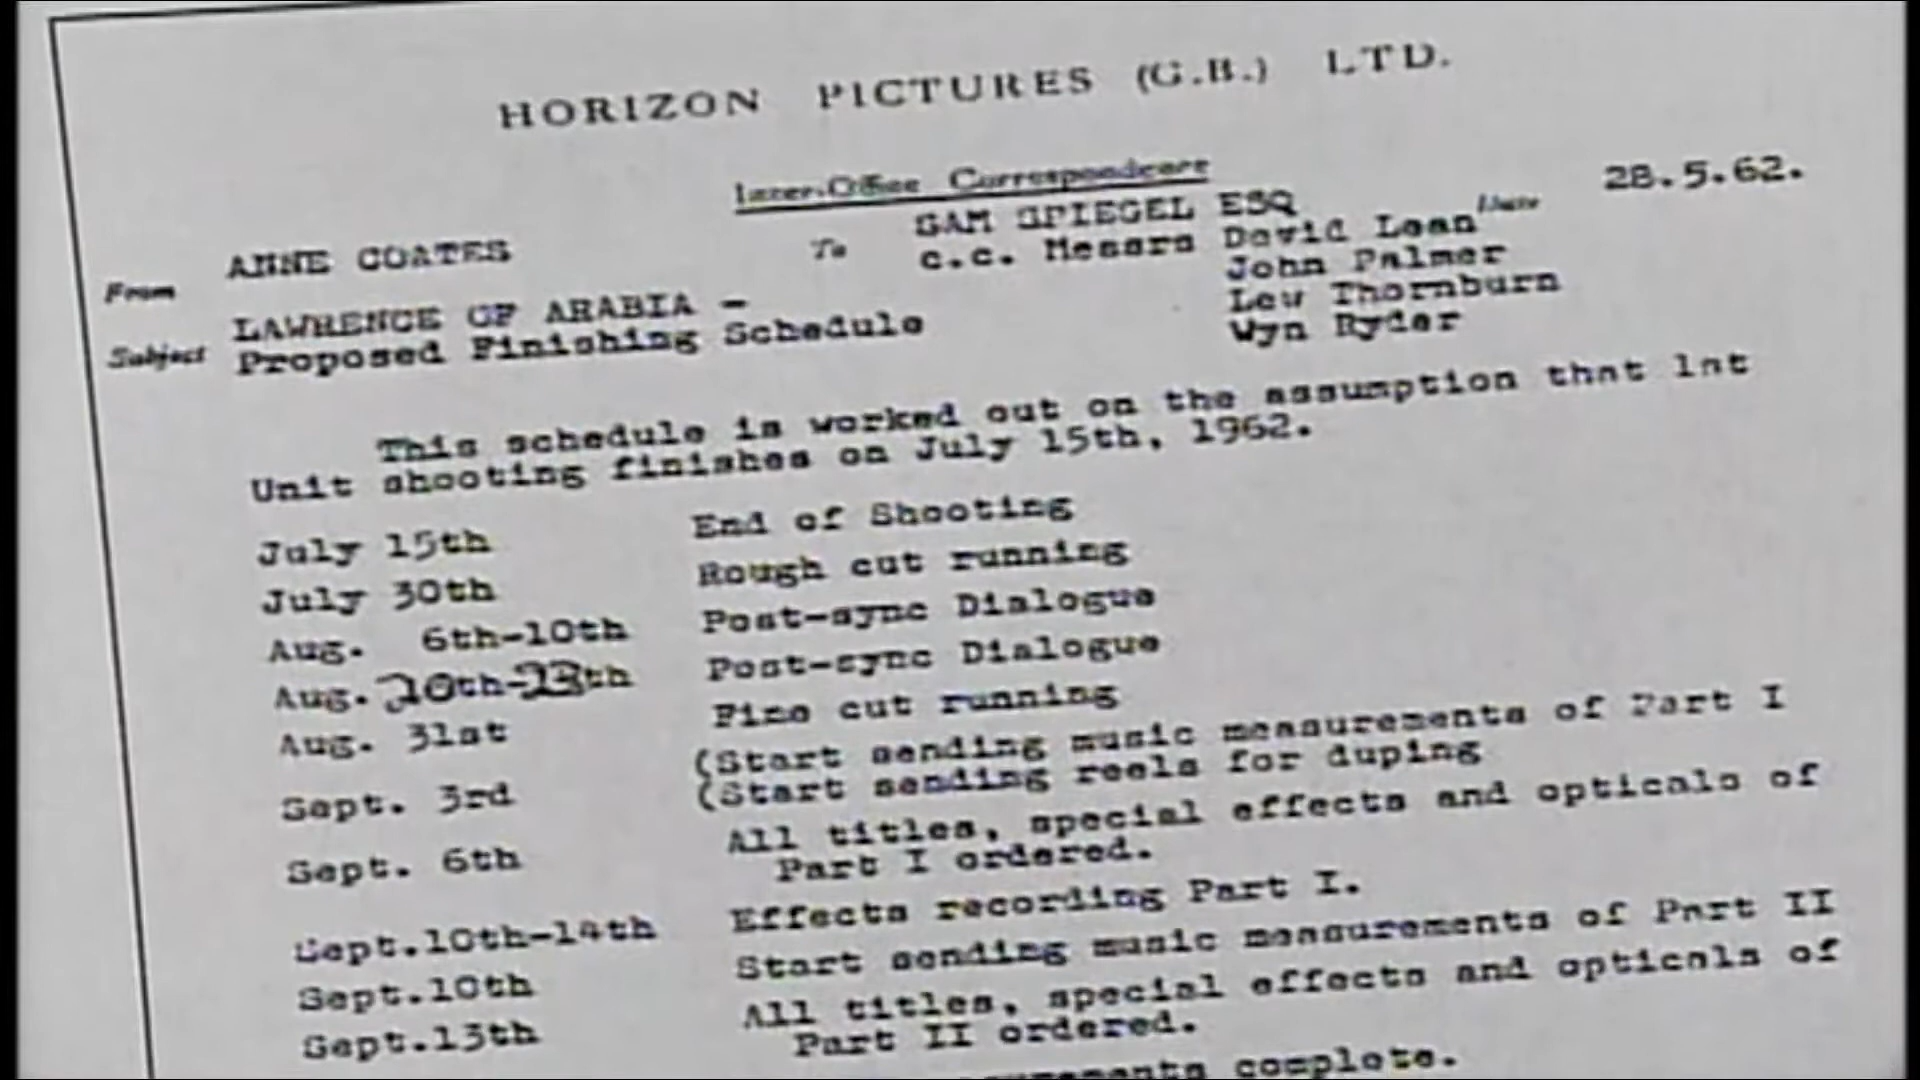 HORIZON PICTURES (G.B.) LTD.
Inter-Office Correspondence
28.5.62.
From ANNE COATES To SAM SPIEGEL ESQ Date
c.c. Messrs David Lean
John Palmer
Lew Thornburn
Wyn Ryder
Subject LAWRENCE OF ARABIA -
Proposed Finishing Schedule
This schedule is worked out on the assumption that 1st
Unit shooting finishes on July 15th, 1962.
July 15th End of Shooting
July 30th Rough cut running
Aug. 6th-10th Post-sync Dialogue
Aug. 20th-23th Post-sync Dialogue
Aug. 31st Fine cut running
Sept. 3rd (Start sending music measurements of Part I
(Start sending reels for duping
Sept. 6th All titles, special effects and opticals of
Part I ordered.
Sept.10th-14th Effects recording Part I.
Sept.10th Start sending music measurements of Part II
Sept.13th All titles, special effects and opticals of
Part II ordered.
complete.